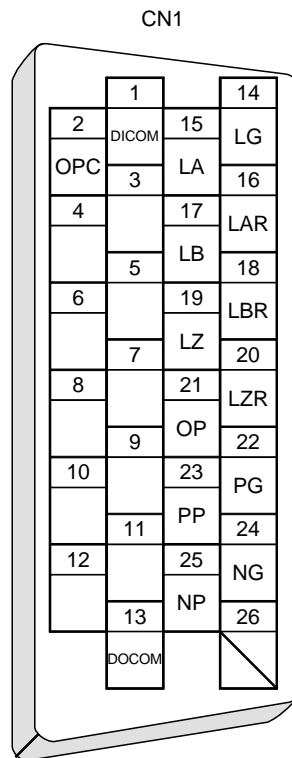 CN1
1 14
2 DICOM 15 LG
OPC 3 LA 16
4 17 LAR
5 LB 18
6 19 LBR
7 LZ 20
8 21 LZR
9 OP 22
10 23 PG
11 PP 24
12 25 NG
13 NP 26
DOCOM